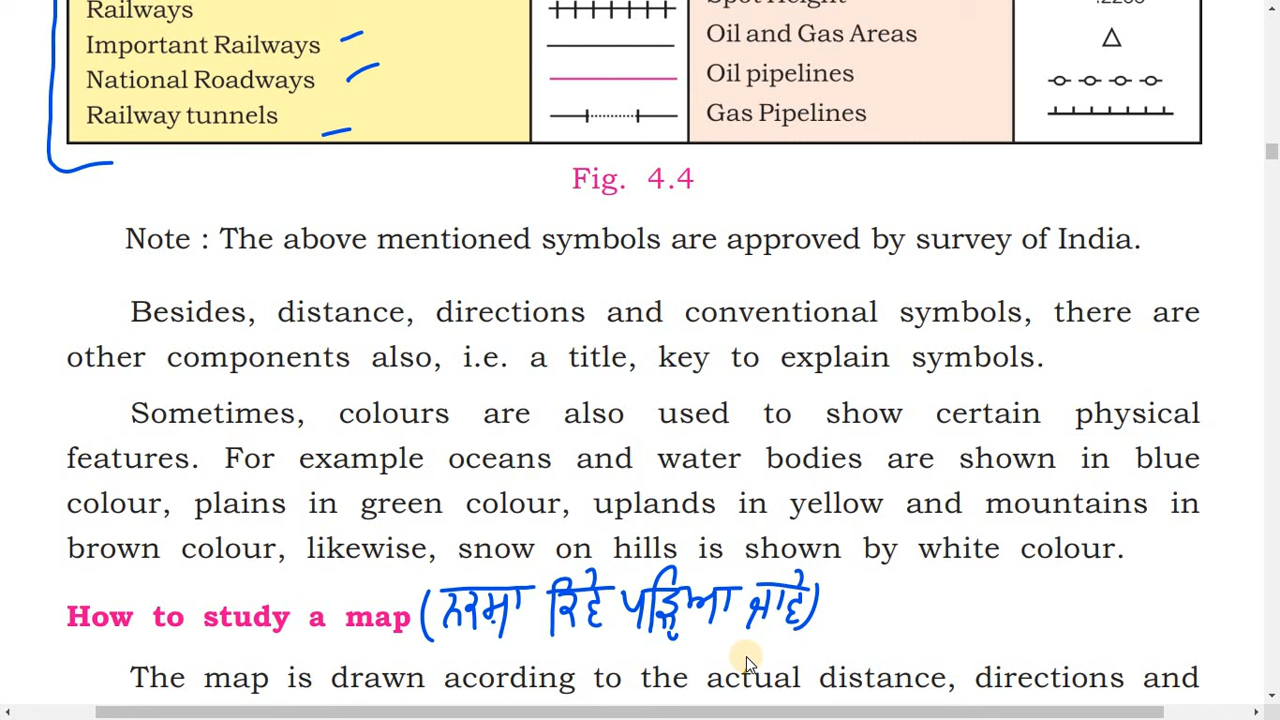 Railways
Important Railways
Oil and Gas Areas
National Roadways
Oil pipelines
Railway tunnels
Gas Pipelines
Fig. 4.4
Note : The above mentioned symbols are approved by survey of India.
Besides, distance, directions and conventional symbols, there are
other components also, i.e. a title, key to explain symbols.
Sometimes, colours are also used to show certain physical
features. For example oceans and water bodies are shown in blue
colour, plains in green colour, uplands in yellow and mountains in
brown colour, likewise, snow on hills is shown by white colour.
How to study a map (ਨਕਸ਼ਾ ਕਿਵੇਂ ਪੜ੍ਹਿਆ ਜਾਵੇ)
The map is drawn acording to the actual distance, directions and